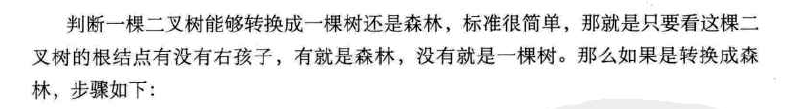 判断一棵二叉树能够转换成一棵树还是森林，标准很简单，那就是只要看这棵二
叉树的根结点有没有右孩子，有就是森林，没有就是一棵树。那么如果是转换成森
林，步骤如下：